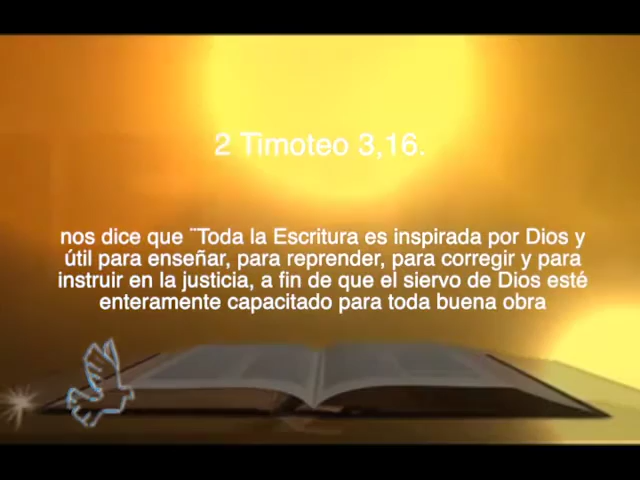 2 Timoteo 3,16.
nos dice que ¨Toda la Escritura es inspirada por Dios y
útil para enseñar, para reprender, para corregir y para
instruir en la justicia, a fin de que el siervo de Dios esté
enteramente capacitado para toda buena obra